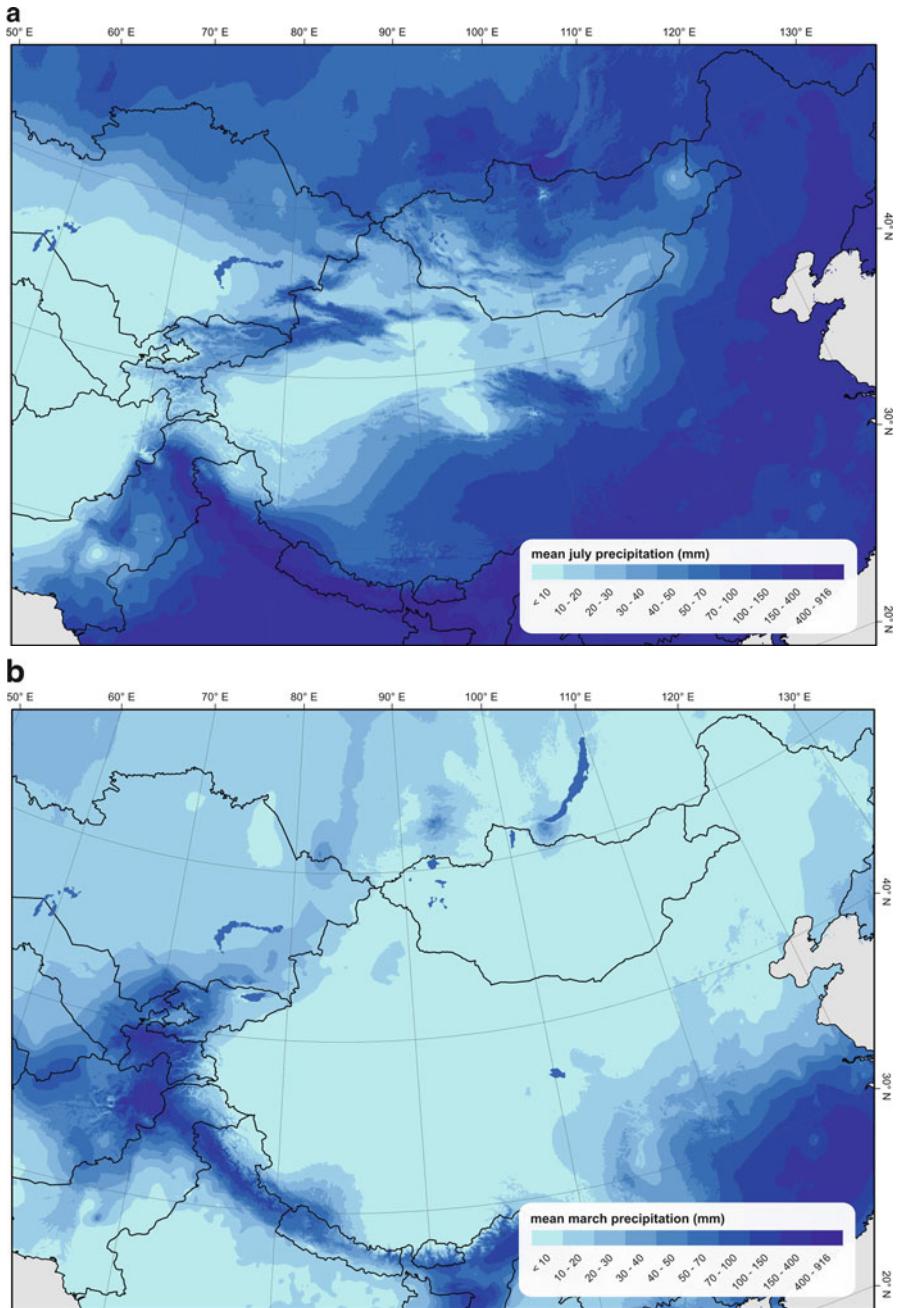 a
50° E 60° E 70° E 80° E 90° E 100° E 110° E 120° E 130° E
40° N
30° N
20° N
mean july precipitation (mm)
< 10 10 - 20 20 - 30 30 - 40 40 - 50 50 - 70 70 - 100 100 - 150 150 - 400 400 - 916
b
50° E 60° E 70° E 80° E 90° E 100° E 110° E 120° E 130° E
40° N
30° N
20° N
mean march precipitation (mm)
< 10 10 - 20 20 - 30 30 - 40 40 - 50 50 - 70 70 - 100 100 - 150 150 - 400 400 - 916